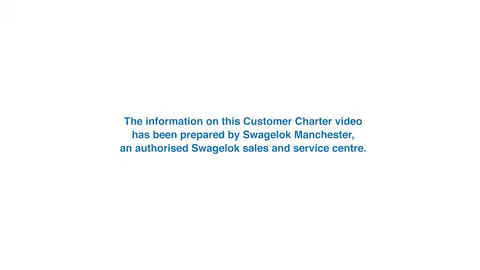 The information on this Customer Charter video
has been prepared by Swagelok Manchester,
an authorised Swagelok sales and service centre.